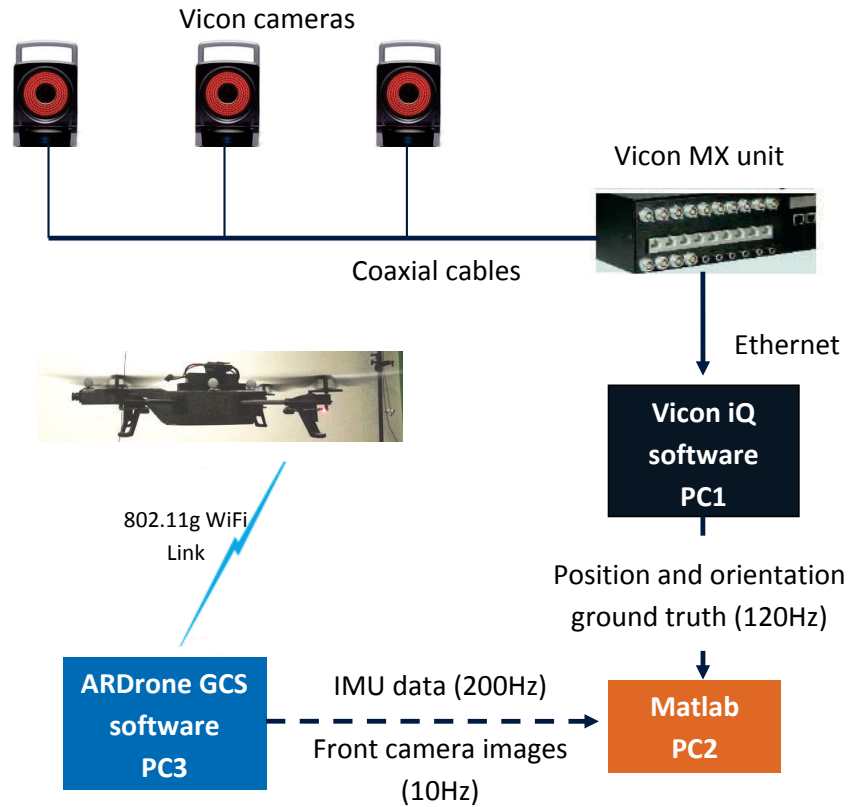 Vicon cameras
Vicon MX unit
Coaxial cables
Ethernet
Vicon iQ
software
PC1
802.11g WiFi
Link
Position and orientation
ground truth (120Hz)
ARDrone GCS
software
PC3
IMU data (200Hz)
Front camera images
(10Hz)
Matlab
PC2